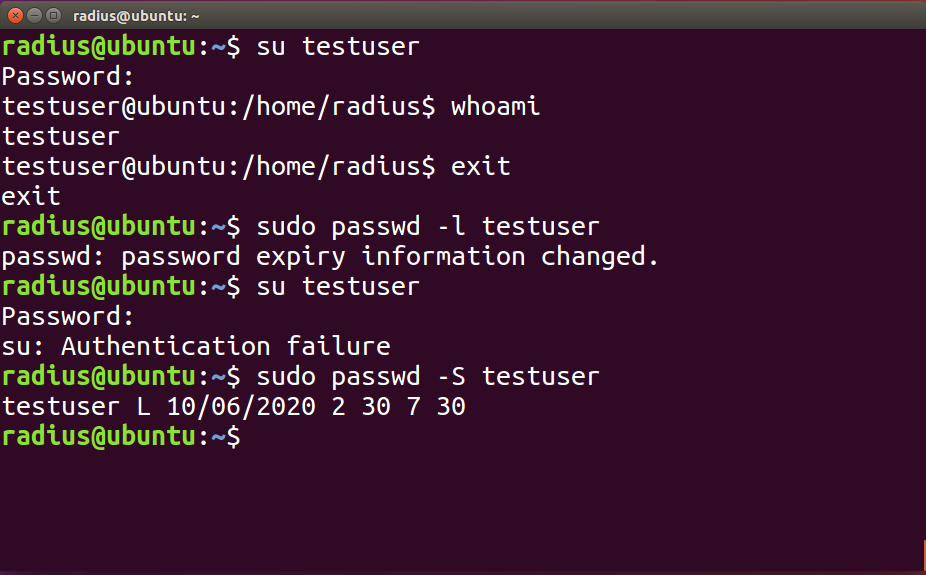 radius@ubuntu: ~
radius@ubuntu:~$ su testuser
Password:
testuser@ubuntu:/home/radius$ whoami
testuser
testuser@ubuntu:/home/radius$ exit
exit
radius@ubuntu:~$ sudo passwd -l testuser
passwd: password expiry information changed.
radius@ubuntu:~$ su testuser
Password:
su: Authentication failure
radius@ubuntu:~$ sudo passwd -S testuser
testuser L 10/06/2020 2 30 7 30
radius@ubuntu:~$